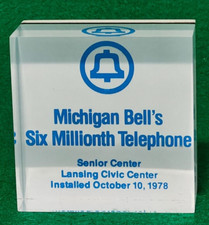 Michigan Bell's
Six Millionth Telephone
Senior Center
Lansing Civic Center
Installed October 10, 1978